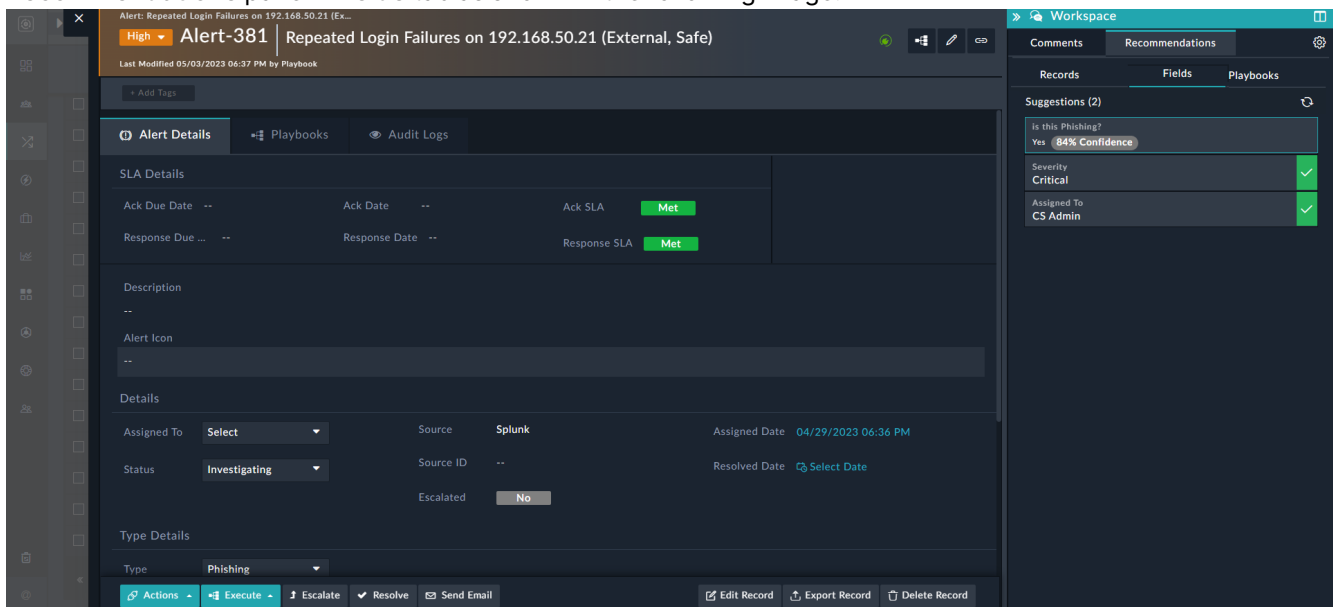 Alert: Repeated Login Failures on 192.168.50.21 (Ex...
High Alert-381 Repeated Login Failures on 192.168.50.21 (External, Safe)
Last Modified 05/03/2023 06:37 PM by Playbook
+ Add Tags
Alert Details Playbooks Audit Logs
SLA Details
Ack Due Date -- Ack Date -- Ack SLA Met
Response Due ... -- Response Date -- Response SLA Met
Description
--
Alert Icon
--
Details
Assigned To Select Source Splunk Assigned Date 04/29/2023 06:36 PM
Status Investigating Source ID -- Resolved Date Select Date
Escalated No
Type Details
Type Phishing
Actions Execute Escalate Resolve Send Email Edit Record Export Record Delete Record
Workspace
Comments Recommendations
Records Fields Playbooks
Suggestions (2)
is this Phishing?
Yes 84% Confidence
Severity
Critical
Assigned To
CS Admin